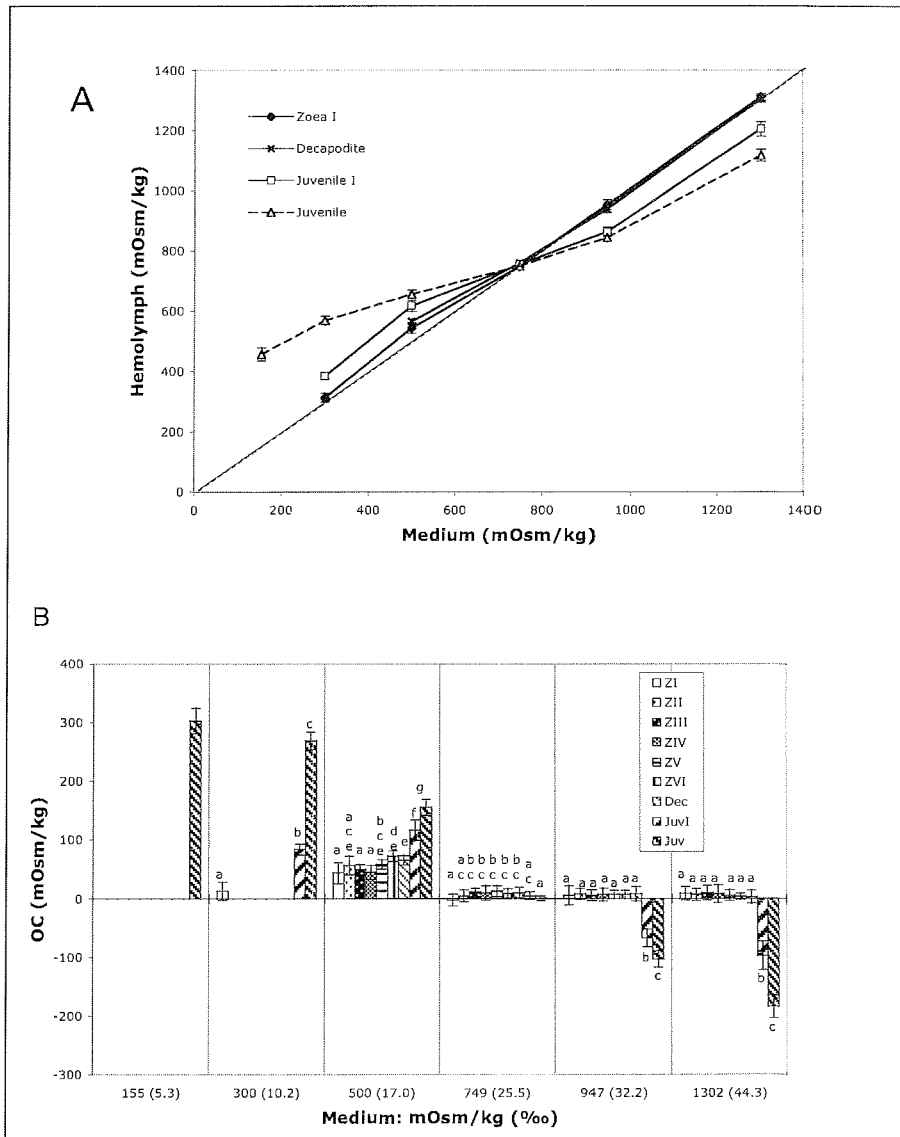 A
Zoea I
Decapodite
Juvenile I
Juvenile
Hemolymph (mOsm/kg)
1400
1200
1000
800
600
400
200
0
0 200 400 600 800 1000 1200 1400
Medium (mOsm/kg)
B
OC (mOsm/kg)
400
300
200
100
0
-100
-200
-300
ZI
ZII
ZIII
ZIV
ZV
ZVI
Dec
JuvI
Juv
a b c
a a c e a a b c e d e e f g
a a c b c b c b c b c b c a c a
a a a a a a a b c
a a a a a a a b c
155 (5.3) 300 (10.2) 500 (17.0) 749 (25.5) 947 (32.2) 1302 (44.3)
Medium: mOsm/kg (‰)